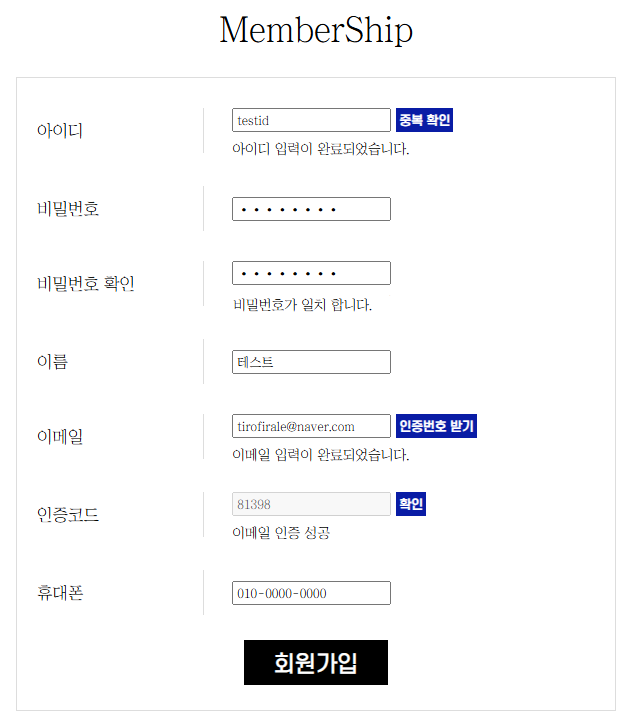 MemberShip
아이디
testid
중복 확인
아이디 입력이 완료되었습니다.
비밀번호
••••••••
비밀번호 확인
••••••••
비밀번호가 일치 합니다.
이름
테스트
이메일
tirofirale@naver.com
인증번호 받기
이메일 입력이 완료되었습니다.
인증코드
81398
확인
이메일 인증 성공
휴대폰
010-0000-0000
회원가입